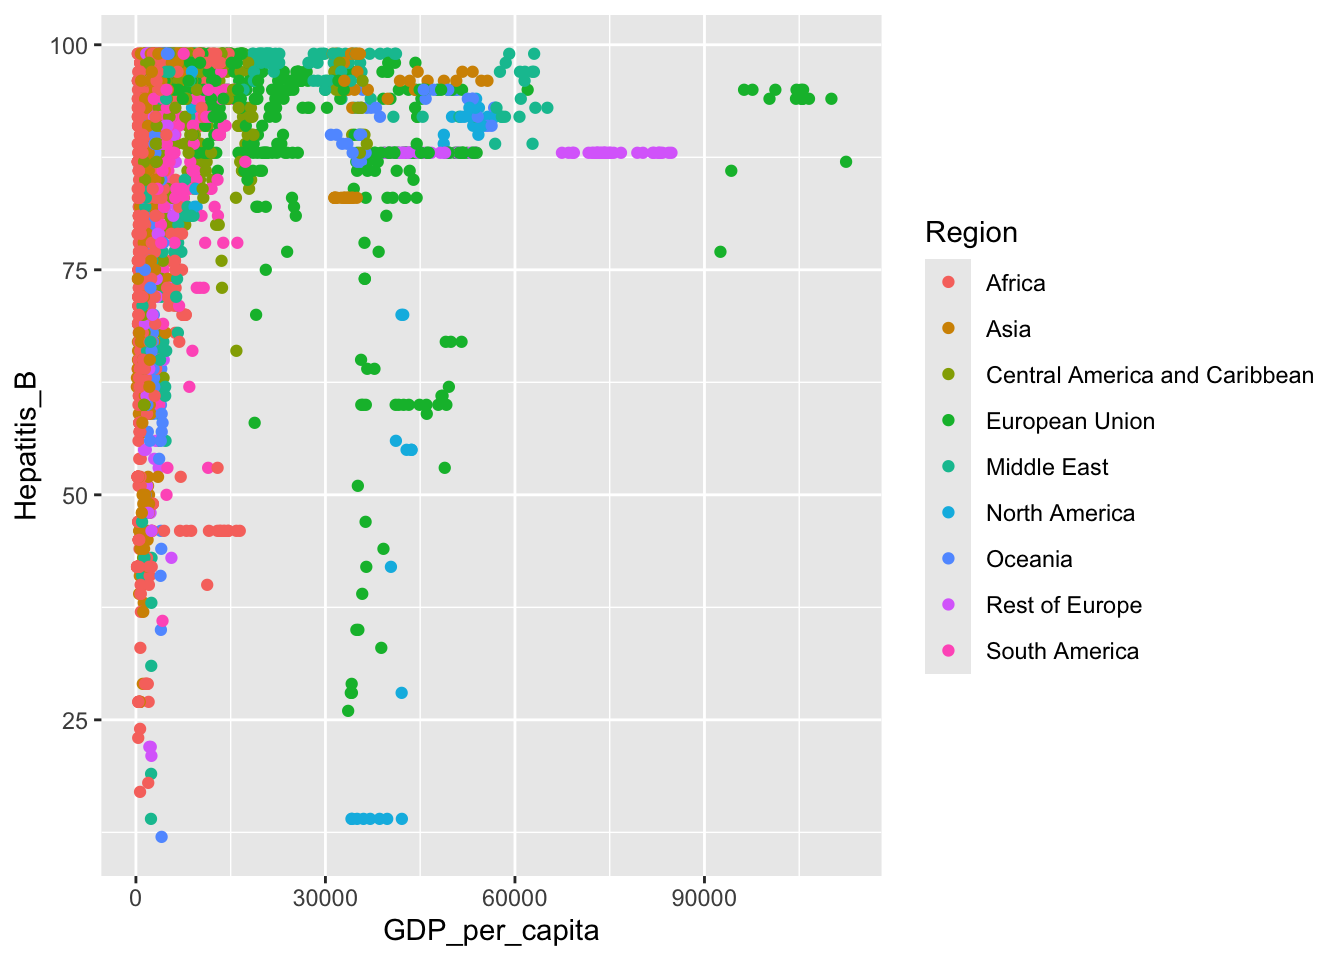 Hepatitis_B
100
75
50
25
0
30000
60000
90000
GDP_per_capita
Region
Africa
Asia
Central America and Caribbean
European Union
Middle East
North America
Oceania
Rest of Europe
South America